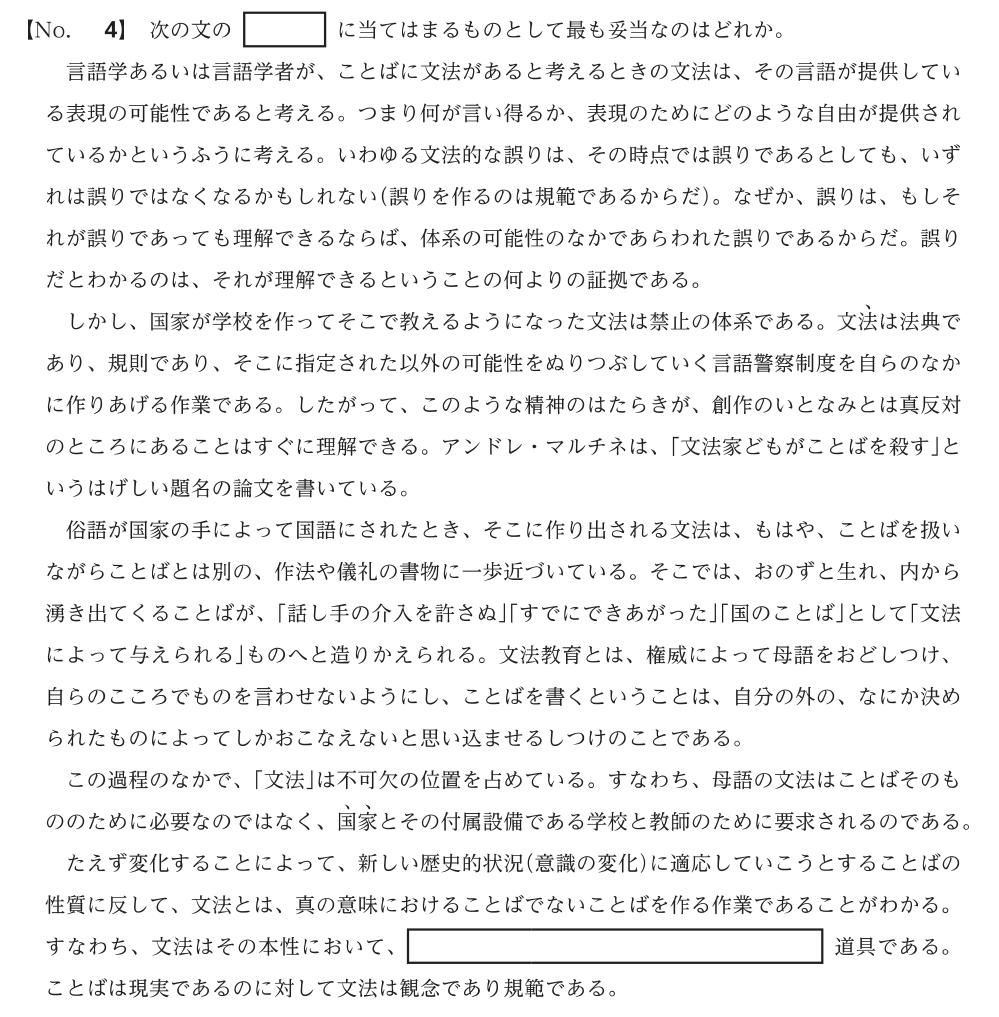 【No. 4】 次の文の に当てはまるものとして最も妥当なのはどれか。
言語学あるいは言語学者が、ことばに文法があると考えるときの文法は、その言語が提供してい
る表現の可能性であると考える。つまり何が言い得るか、表現のためにどのような自由が提供され
ているかというふうに考える。いわゆる文法的な誤りは、その時点では誤りであるとしても、いず
れは誤りではなくなるかもしれない(誤りを作るのは規範であるからだ)。なぜか、誤りは、もしそ
れが誤りであっても理解できるならば、体系の可能性のなかであらわれた誤りであるからだ。誤り
だとわかるのは、それが理解できるということの何よりの証拠である。
しかし、国家が学校を作ってそこで教えるようになった文法は禁止の体系である。文法は法典で
あり、規則であり、そこに指定された以外の可能性をぬりつぶしていく言語警察制度を自らのなか
に作りあげる作業である。したがって、このような精神のはたらきが、創作のいとなみとは真反対
のところにあることはすぐに理解できる。アンドレ・マルチネは、「文法家どもがことばを殺す」と
いうはげしい題名の論文を書いている。
俗語が国家の手によって国語にされたとき、そこに作り出される文法は、もはや、ことばを扱い
ながらことばとは別の、作法や儀礼の書物に一歩近づいている。そこでは、おのずと生れ、内から
湧き出てくることばが、「話し手の介入を許さぬ」「すでにできあがった」「国のことば」として「文法
によって与えられる」ものへと造りかえられる。文法教育とは、権威によって母語をおどしつけ、
自らのこころでものを言わせないようにし、ことばを書くということは、自分の外の、なにか決め
られたものによってしかおこなえないと思い込ませるしつけのことである。
この過程のなかで、「文法」は不可欠の位置を占めている。すなわち、母語の文法はことばそのも
ののために必要なのではなく、国家とその付属設備である学校と教師のために要求されるのである。
たえず変化することによって、新しい歴史的状況(意識の変化)に適応していこうとすることばの
性質に反して、文法とは、真の意味におけることばでないことばを作る作業であることがわかる。
すなわち、文法はその本性において、 道具である。
ことばは現実であるのに対して文法は観念であり規範である。